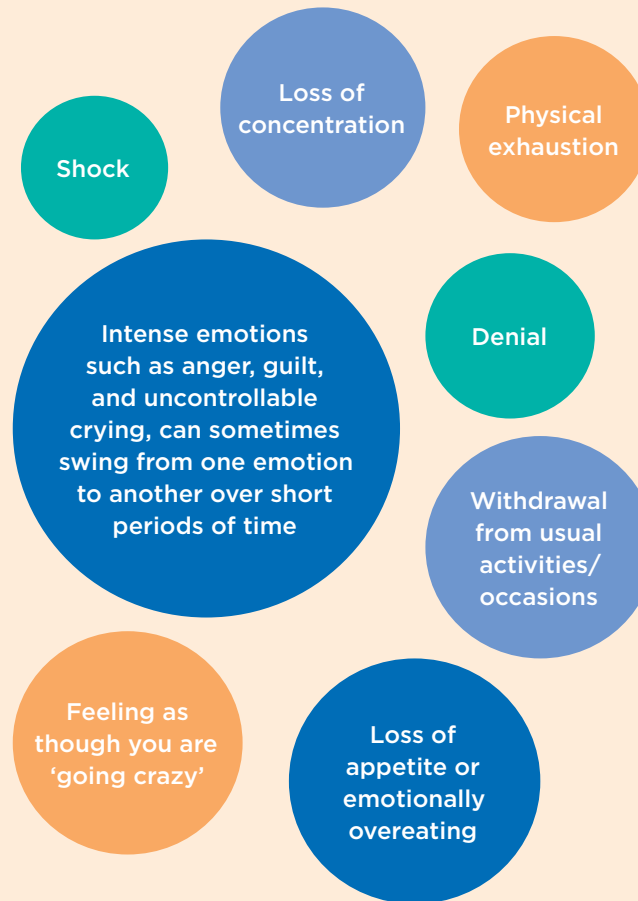 Loss of
concentration
Physical
exhaustion
Shock
Intense emotions
such as anger, guilt,
and uncontrollable
crying, can sometimes
swing from one emotion
to another over short
periods of time
Denial
Withdrawal
from usual
activities/
occasions
Feeling as
though you are
‘going crazy’
Loss of
appetite or
emotionally
overeating